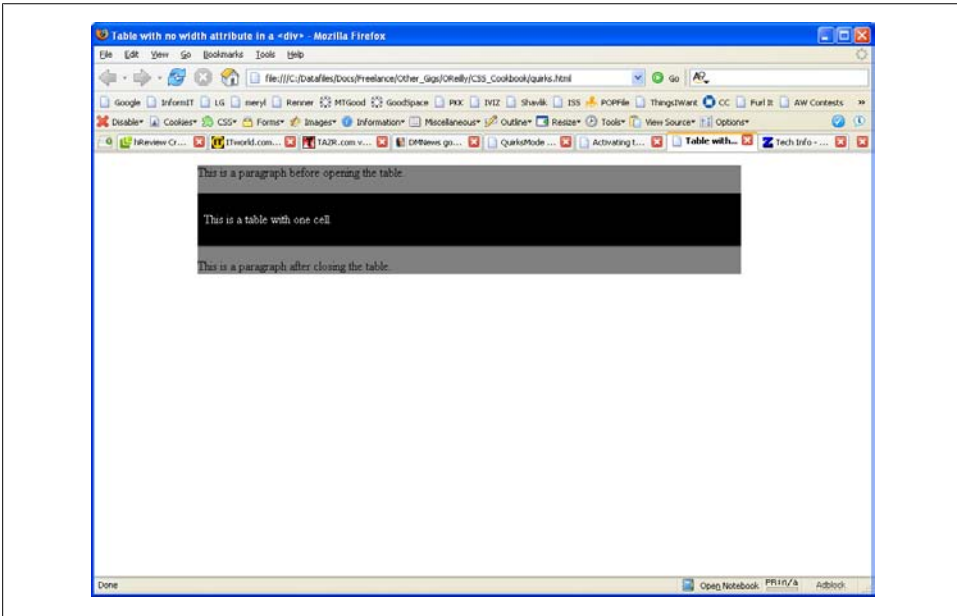 Table with no width attribute in a <div> - Mozilla Firefox
File Edit View Go Bookmarks Tools Help
file:///C:/Datafiles/Docs/Freelance/Other_Gigs/OReilly/CSS_Cookbook/quirks.html Go
Google InformIT LG meryl Renner MTGood GoodSpace PKK IVIZ Shavlik ISS POPFile ThingsIWant CC Furl It AW Contests »
Disable Cookies CSS Forms Images Information Miscellaneous Outline Resize Tools View Source Options
hReview Cr... ITworld.com... TAZR.com v... DMNews go... QuirksMode ... Activating t... Table with... Tech Info - ...
This is a paragraph before opening the table.
This is a table with one cell.
This is a paragraph after closing the table.
Done Open Notebook PR: n/a Adblock